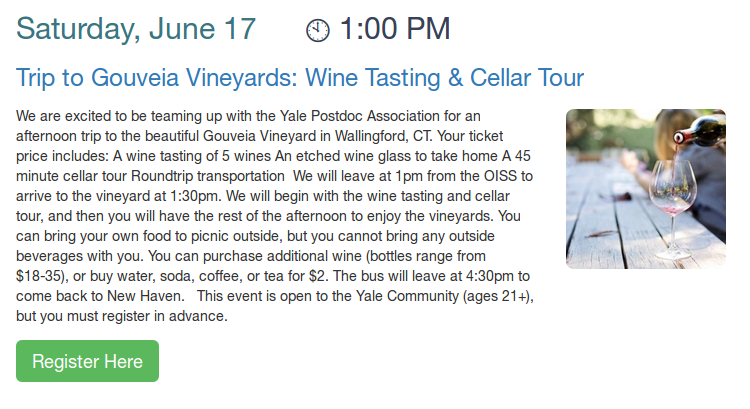 Saturday, June 17 1:00 PM
Trip to Gouveia Vineyards: Wine Tasting & Cellar Tour
We are excited to be teaming up with the Yale Postdoc Association for an
afternoon trip to the beautiful Gouveia Vineyard in Wallingford, CT. Your ticket
price includes: A wine tasting of 5 wines An etched wine glass to take home A 45
minute cellar tour Roundtrip transportation  We will leave at 1pm from the OISS to
arrive to the vineyard at 1:30pm. We will begin with the wine tasting and cellar
tour, and then you will have the rest of the afternoon to enjoy the vineyards. You
can bring your own food to picnic outside, but you cannot bring any outside
beverages with you. You can purchase additional wine (bottles range from
$18-35), or buy water, soda, coffee, or tea for $2. The bus will leave at 4:30pm to
come back to New Haven.   This event is open to the Yale Community (ages 21+),
but you must register in advance.
Register Here